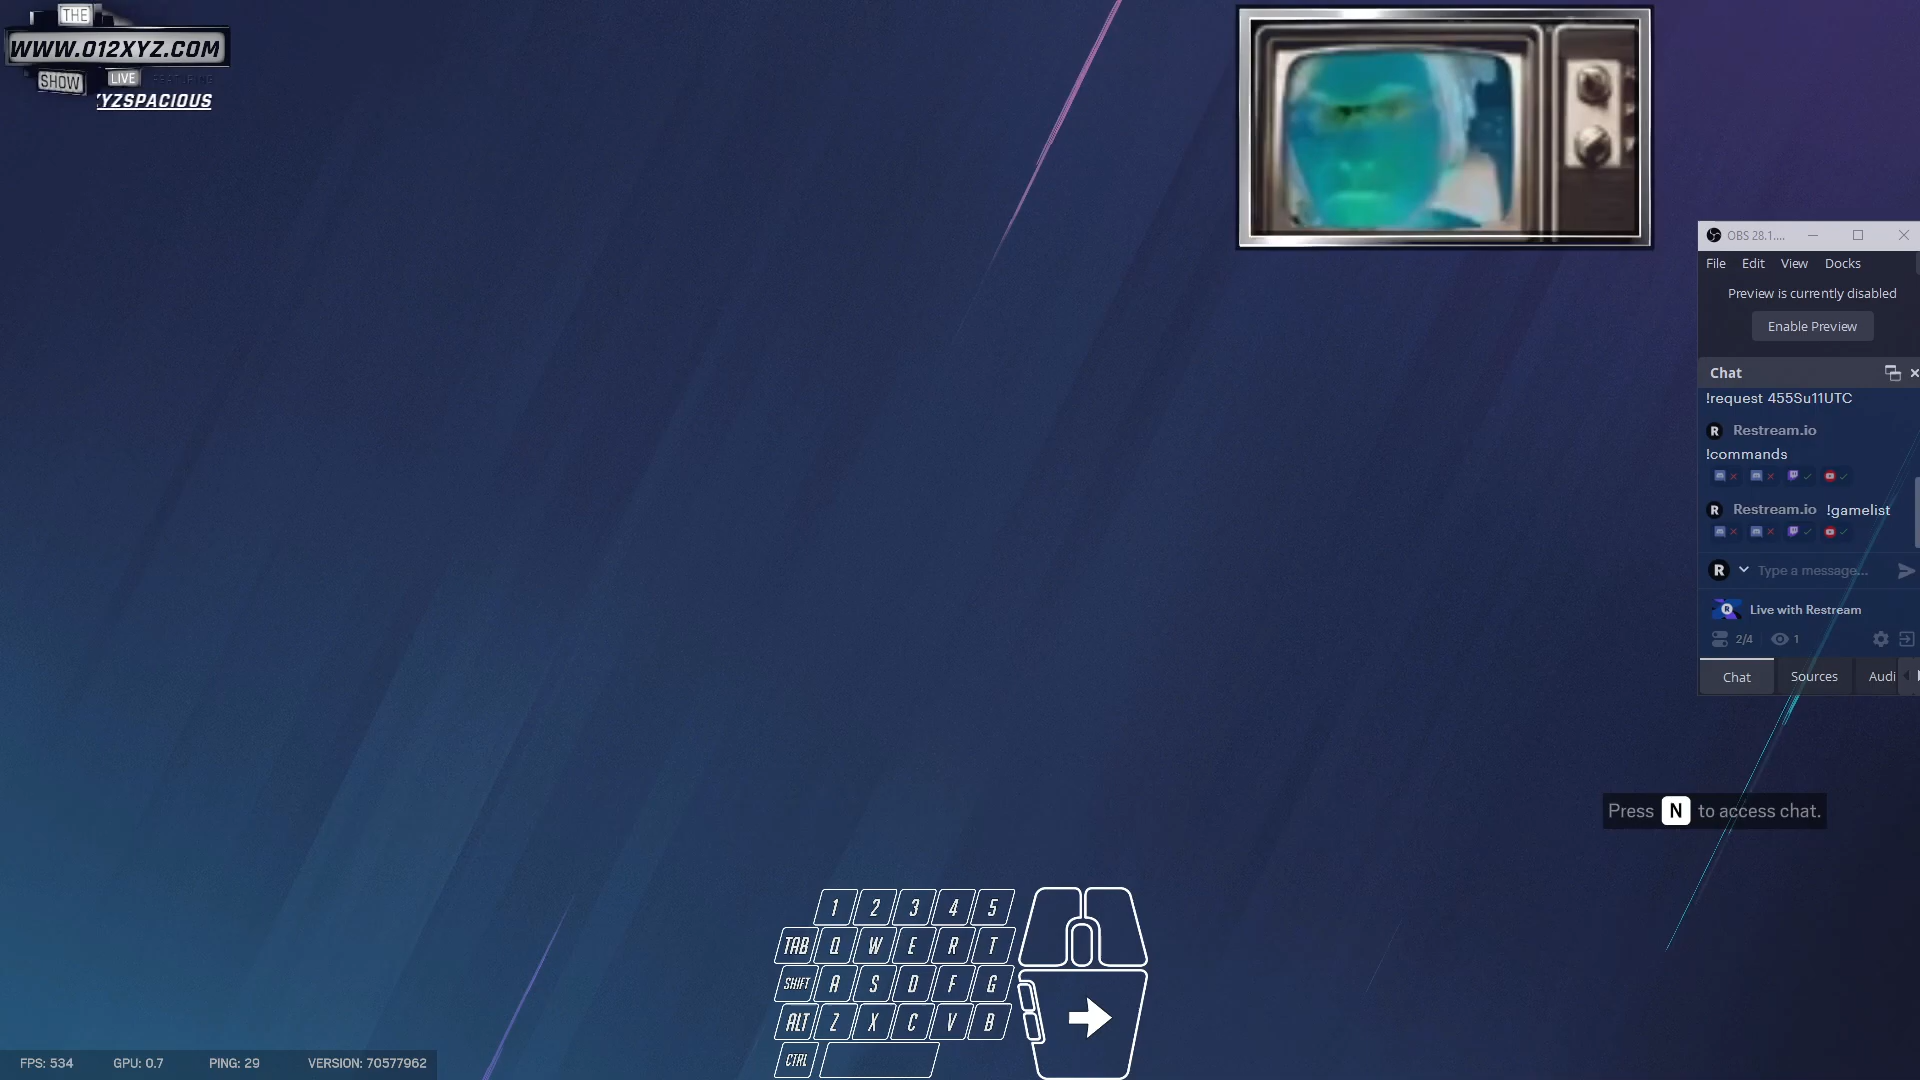 THE
WWW.012XYZ.COM
SHOW
LIVE
XYZSPACIOUS
OBS 28.1....
File Edit View Docks
Preview is currently disabled
Enable Preview
Chat
!request 455Su11UTC
R Restream.io
!commands
R Restream.io !gamelist
R Type a message...
R Live with Restream
2/4 1
Chat Sources Audi
Press N to access chat.
1 2 3 4 5
TAB Q W E R T
SHIFT A S D F G
ALT Z X C V B
CTRL
FPS: 534 GPU: 0.7 PING: 29 VERSION: 70577962